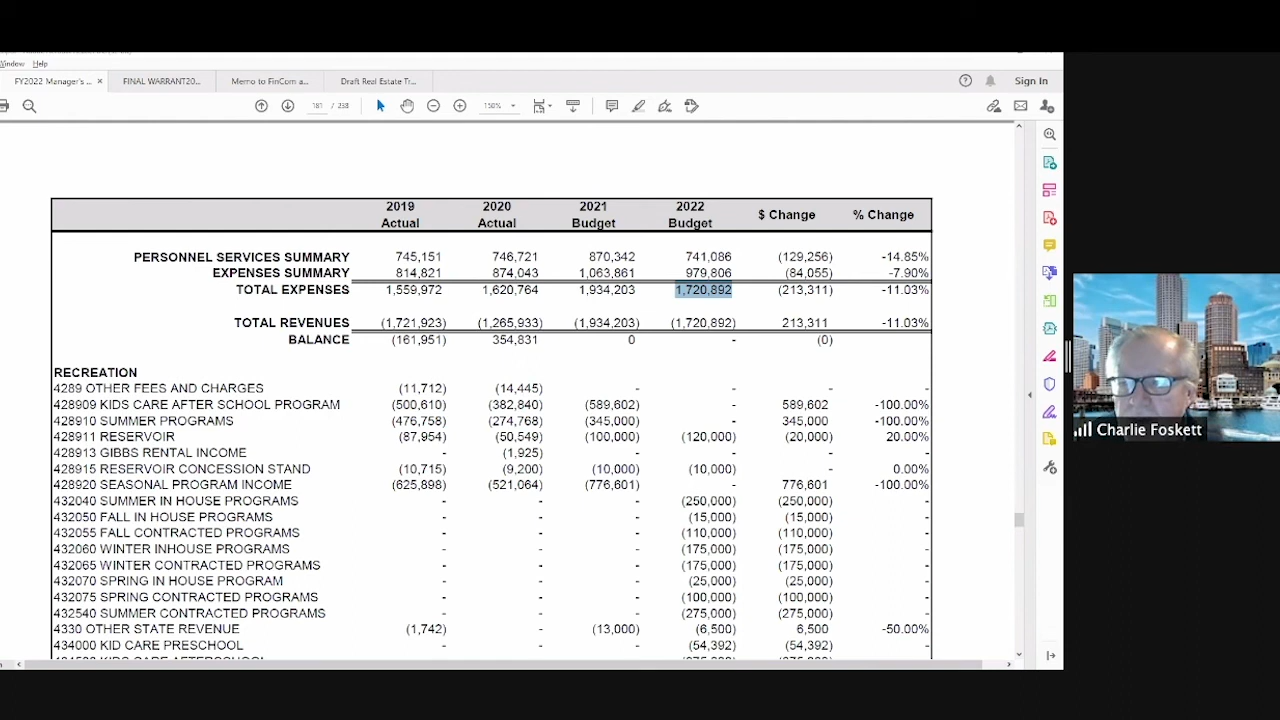 Window Help
FY2022 Manager's ... × FINAL WARRANT20... Memo to FinCom a... Draft Real Estate Tr... Sign In
181 / 238 150%
2019 2020 2021 2022
Actual Actual Budget Budget $ Change % Change
PERSONNEL SERVICES SUMMARY 745,151 746,721 870,342 741,086 (129,256) -14.85%
EXPENSES SUMMARY 814,821 874,043 1,063,861 979,806 (84,055) -7.90%
TOTAL EXPENSES 1,559,972 1,620,764 1,934,203 1,720,892 (213,311) -11.03%
TOTAL REVENUES (1,721,923) (1,265,933) (1,934,203) (1,720,892) 213,311 -11.03%
BALANCE (161,951) 354,831 0 - (0)
RECREATION
4289 OTHER FEES AND CHARGES (11,712) (14,445) - - - -
428909 KIDS CARE AFTER SCHOOL PROGRAM (500,610) (382,840) (589,602) - 589,602 -100.00%
428910 SUMMER PROGRAMS (476,758) (274,768) (345,000) - 345,000 -100.00%
428911 RESERVOIR (87,954) (50,549) (100,000) (120,000) (20,000) 20.00%
428913 GIBBS RENTAL INCOME - (1,925) - - - -
428915 RESERVOIR CONCESSION STAND (10,715) (9,200) (10,000) (10,000) - 0.00%
428920 SEASONAL PROGRAM INCOME (625,898) (521,064) (776,601) - 776,601 -100.00%
432040 SUMMER IN HOUSE PROGRAMS - - - (250,000) (250,000) -
432050 FALL IN HOUSE PROGRAMS - - - (15,000) (15,000) -
432055 FALL CONTRACTED PROGRAMS - - - (110,000) (110,000) -
432060 WINTER INHOUSE PROGRAMS - - - (175,000) (175,000) -
432065 WINTER CONTRACTED PROGRAMS - - - (175,000) (175,000) -
432070 SPRING IN HOUSE PROGRAM - - - (25,000) (25,000) -
432075 SPRING CONTRACTED PROGRAMS - - - (100,000) (100,000) -
432540 SUMMER CONTRACTED PROGRAMS - - - (275,000) (275,000) -
4330 OTHER STATE REVENUE (1,742) - (13,000) (6,500) 6,500 -50.00%
434000 KID CARE PRESCHOOL - - - (54,392) (54,392) -
Charlie Foskett